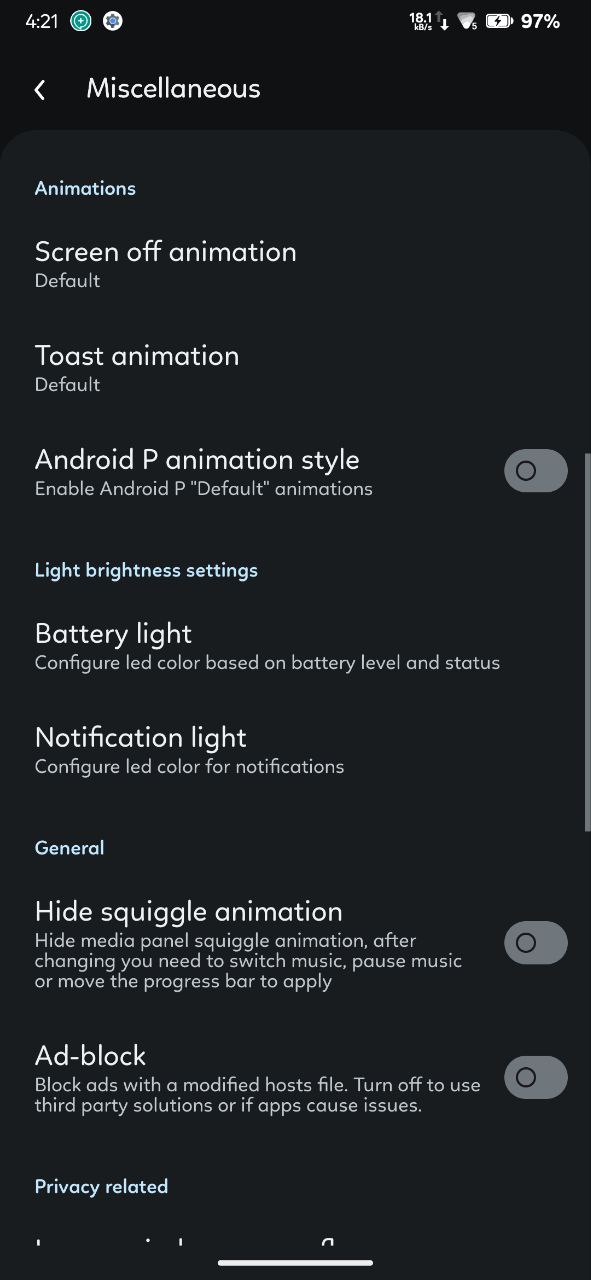 4:21
18.1
kB/s
5
97%
Miscellaneous
Animations
Screen off animation
Default
Toast animation
Default
Android P animation style
Enable Android P "Default" animations
Light brightness settings
Battery light
Configure led color based on battery level and status
Notification light
Configure led color for notifications
General
Hide squiggle animation
Hide media panel squiggle animation, after
changing you need to switch music, pause music
or move the progress bar to apply
Ad-block
Block ads with a modified hosts file. Turn off to use
third party solutions or if apps cause issues.
Privacy related